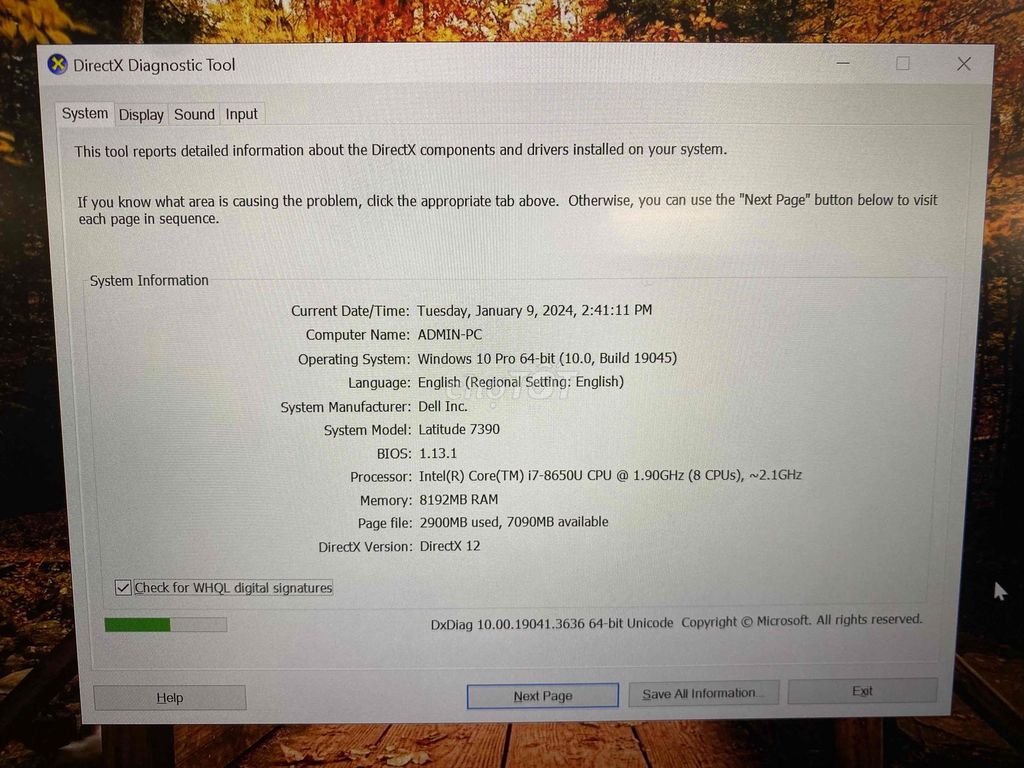 DirectX Diagnostic Tool
System Display Sound Input
This tool reports detailed information about the DirectX components and drivers installed on your system.
If you know what area is causing the problem, click the appropriate tab above.  Otherwise, you can use the "Next Page" button below to visit
each page in sequence.
System Information
Current Date/Time: Tuesday, January 9, 2024, 2:41:11 PM
Computer Name: ADMIN-PC
Operating System: Windows 10 Pro 64-bit (10.0, Build 19045)
Language: English (Regional Setting: English)
chợTỐT
System Manufacturer: Dell Inc.
System Model: Latitude 7390
BIOS: 1.13.1
Processor: Intel(R) Core(TM) i7-8650U CPU @ 1.90GHz (8 CPUs), ~2.1GHz
Memory: 8192MB RAM
Page file: 2900MB used, 7090MB available
DirectX Version: DirectX 12
Check for WHQL digital signatures
DxDiag 10.00.19041.3636 64-bit Unicode  Copyright © Microsoft. All rights reserved.
Help Next Page Save All Information... Exit